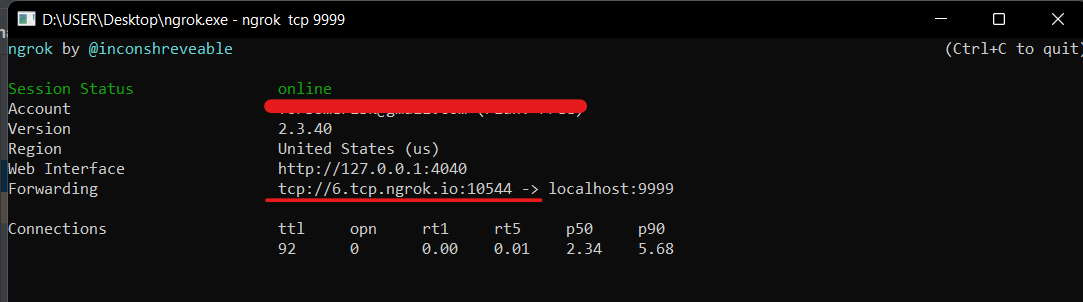 D:\USER\Desktop\ngrok.exe - ngrok  tcp 9999
ngrok by @inconshreveable (Ctrl+C to quit)
Session Status online
Account
Version 2.3.40
Region United States (us)
Web Interface http://127.0.0.1:4040
Forwarding tcp://6.tcp.ngrok.io:10544 -> localhost:9999
Connections ttl opn rt1 rt5 p50 p90
92 0 0.00 0.01 2.34 5.68